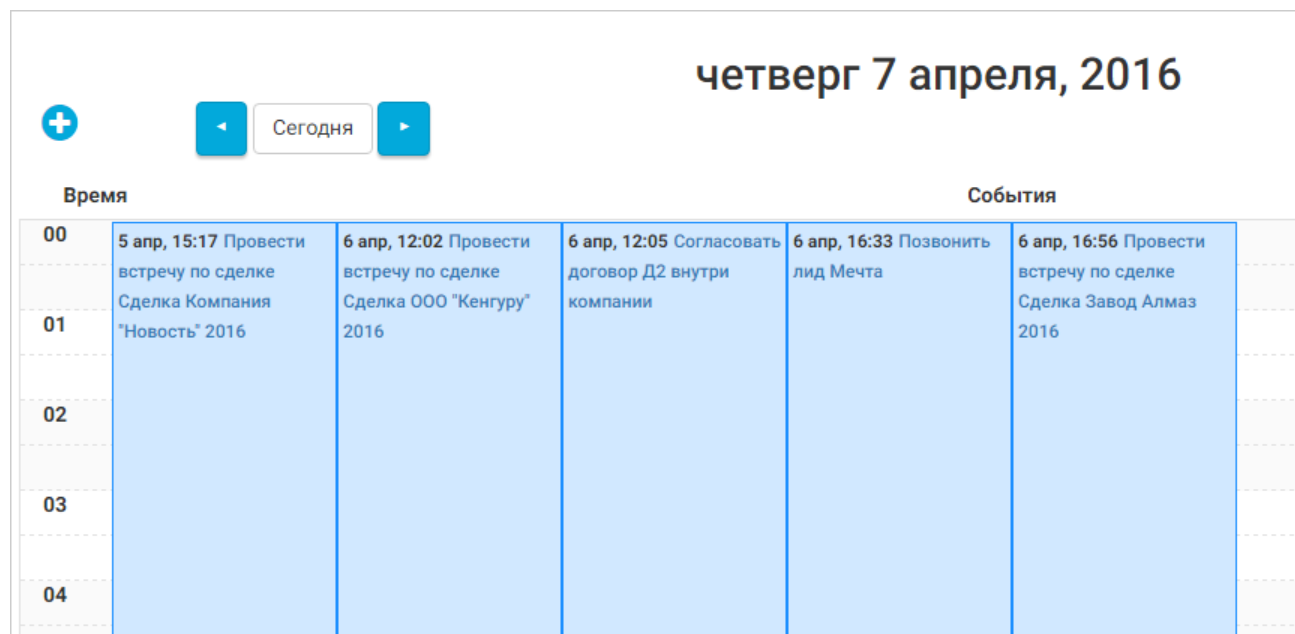 четверг 7 апреля, 2016
Сегодня
Время
События
00
5 апр, 15:17 Провести
встречу по сделке
Сделка Компания
"Новость" 2016
6 апр, 12:02 Провести
встречу по сделке
Сделка ООО "Кенгуру"
2016
6 апр, 12:05 Согласовать
договор Д2 внутри
компании
6 апр, 16:33 Позвонить
лид Мечта
6 апр, 16:56 Провести
встречу по сделке
Сделка Завод Алмаз
2016
01
02
03
04